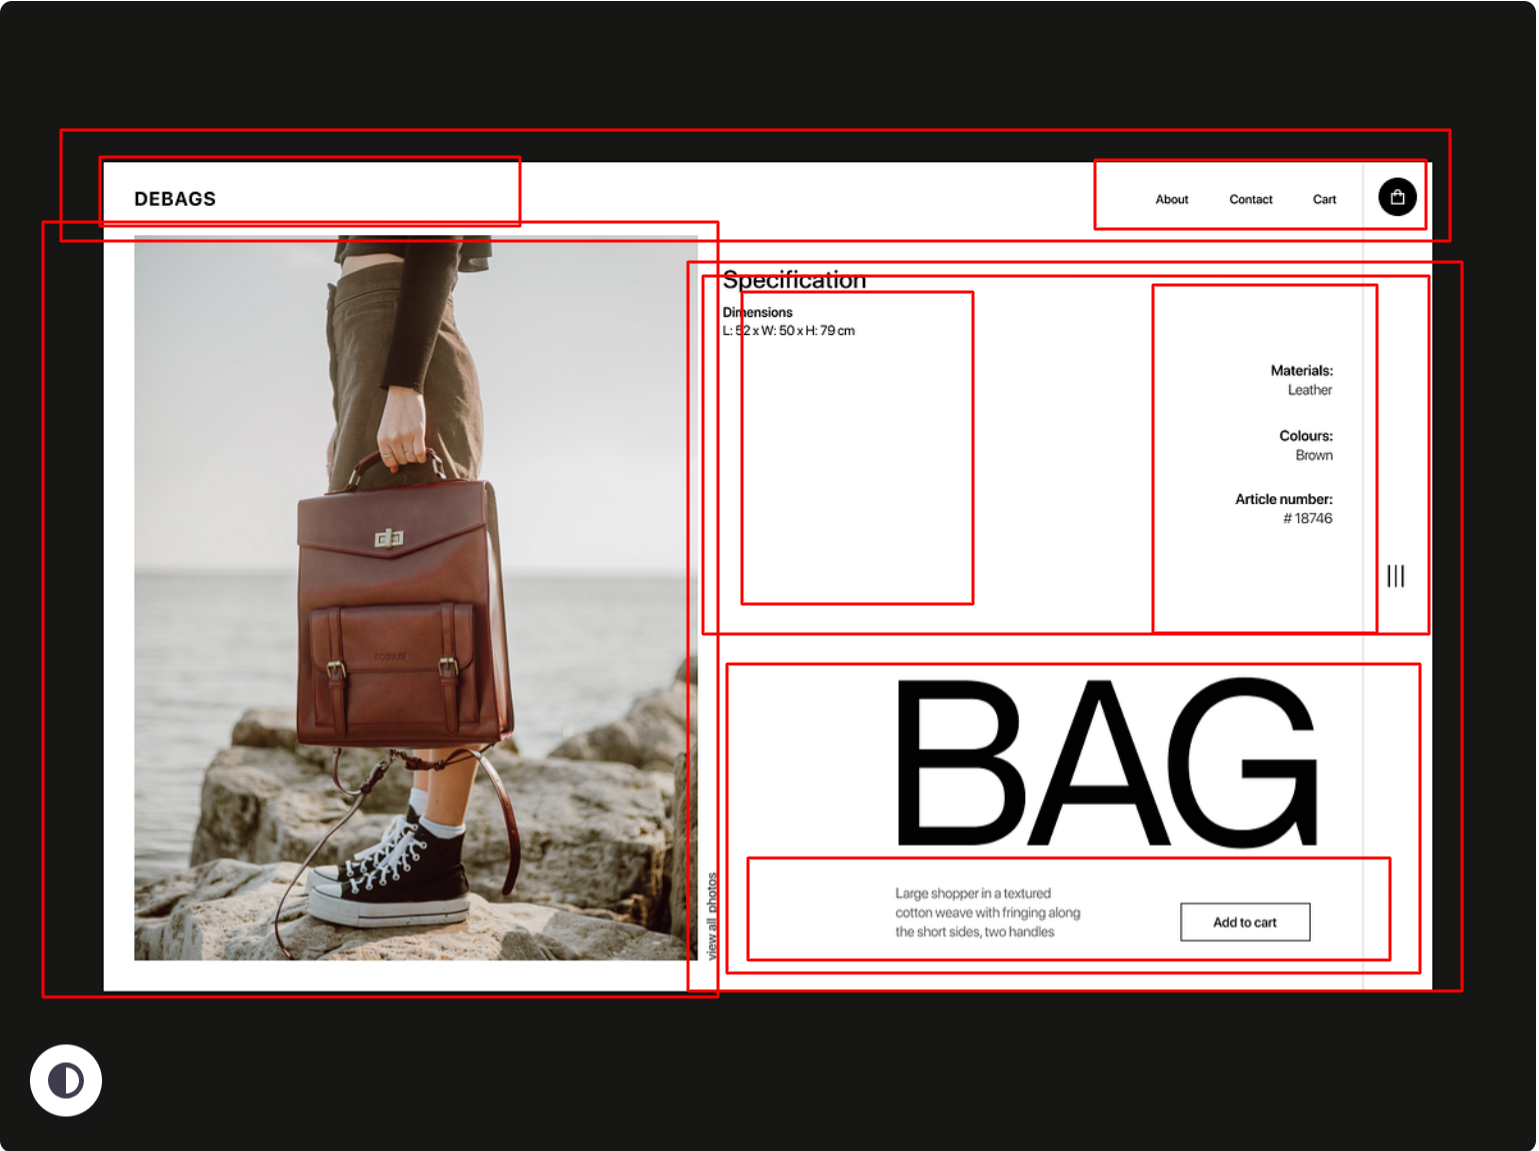 DEBAGS
About
Contact
Cart
Specification
Dimensions
L: 52 x W: 50 x H: 79 cm
Materials:
Leather
Colours:
Brown
Article number:
# 18746
BAG
view all photos
Large shopper in a textured
cotton weave with fringing along
the short sides, two handles
Add to cart